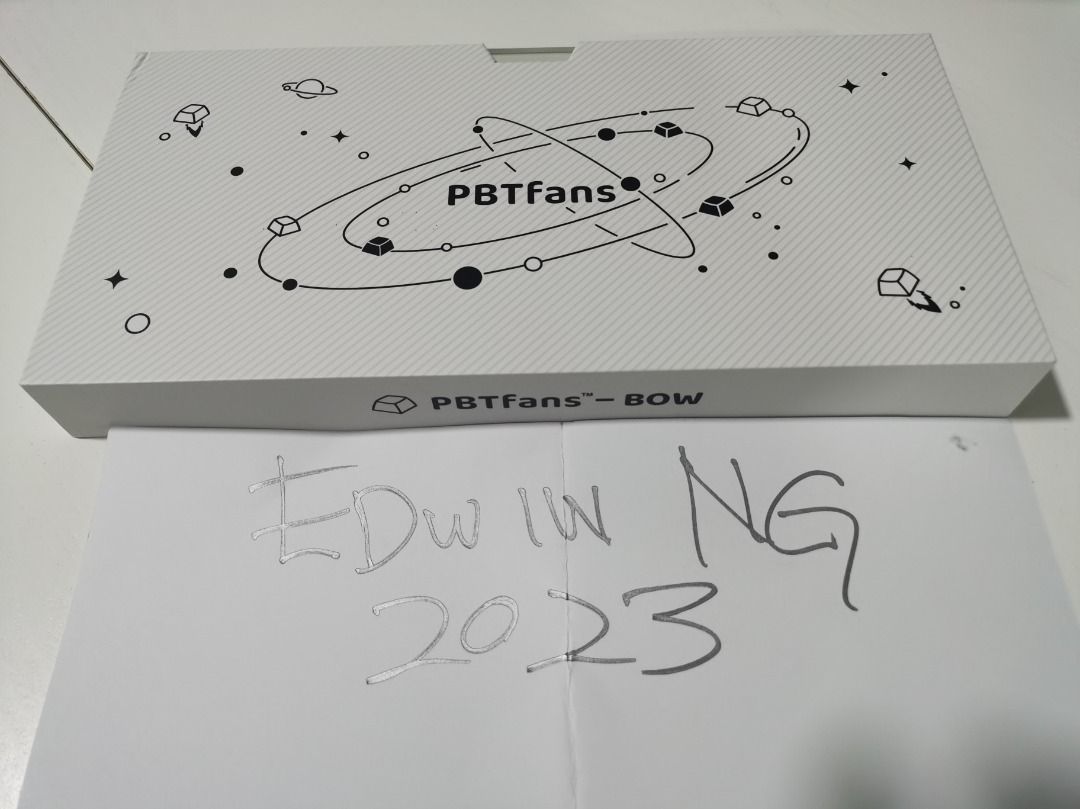 PBTfans
PBTfans™ – BOW
EDWIN NG
2023